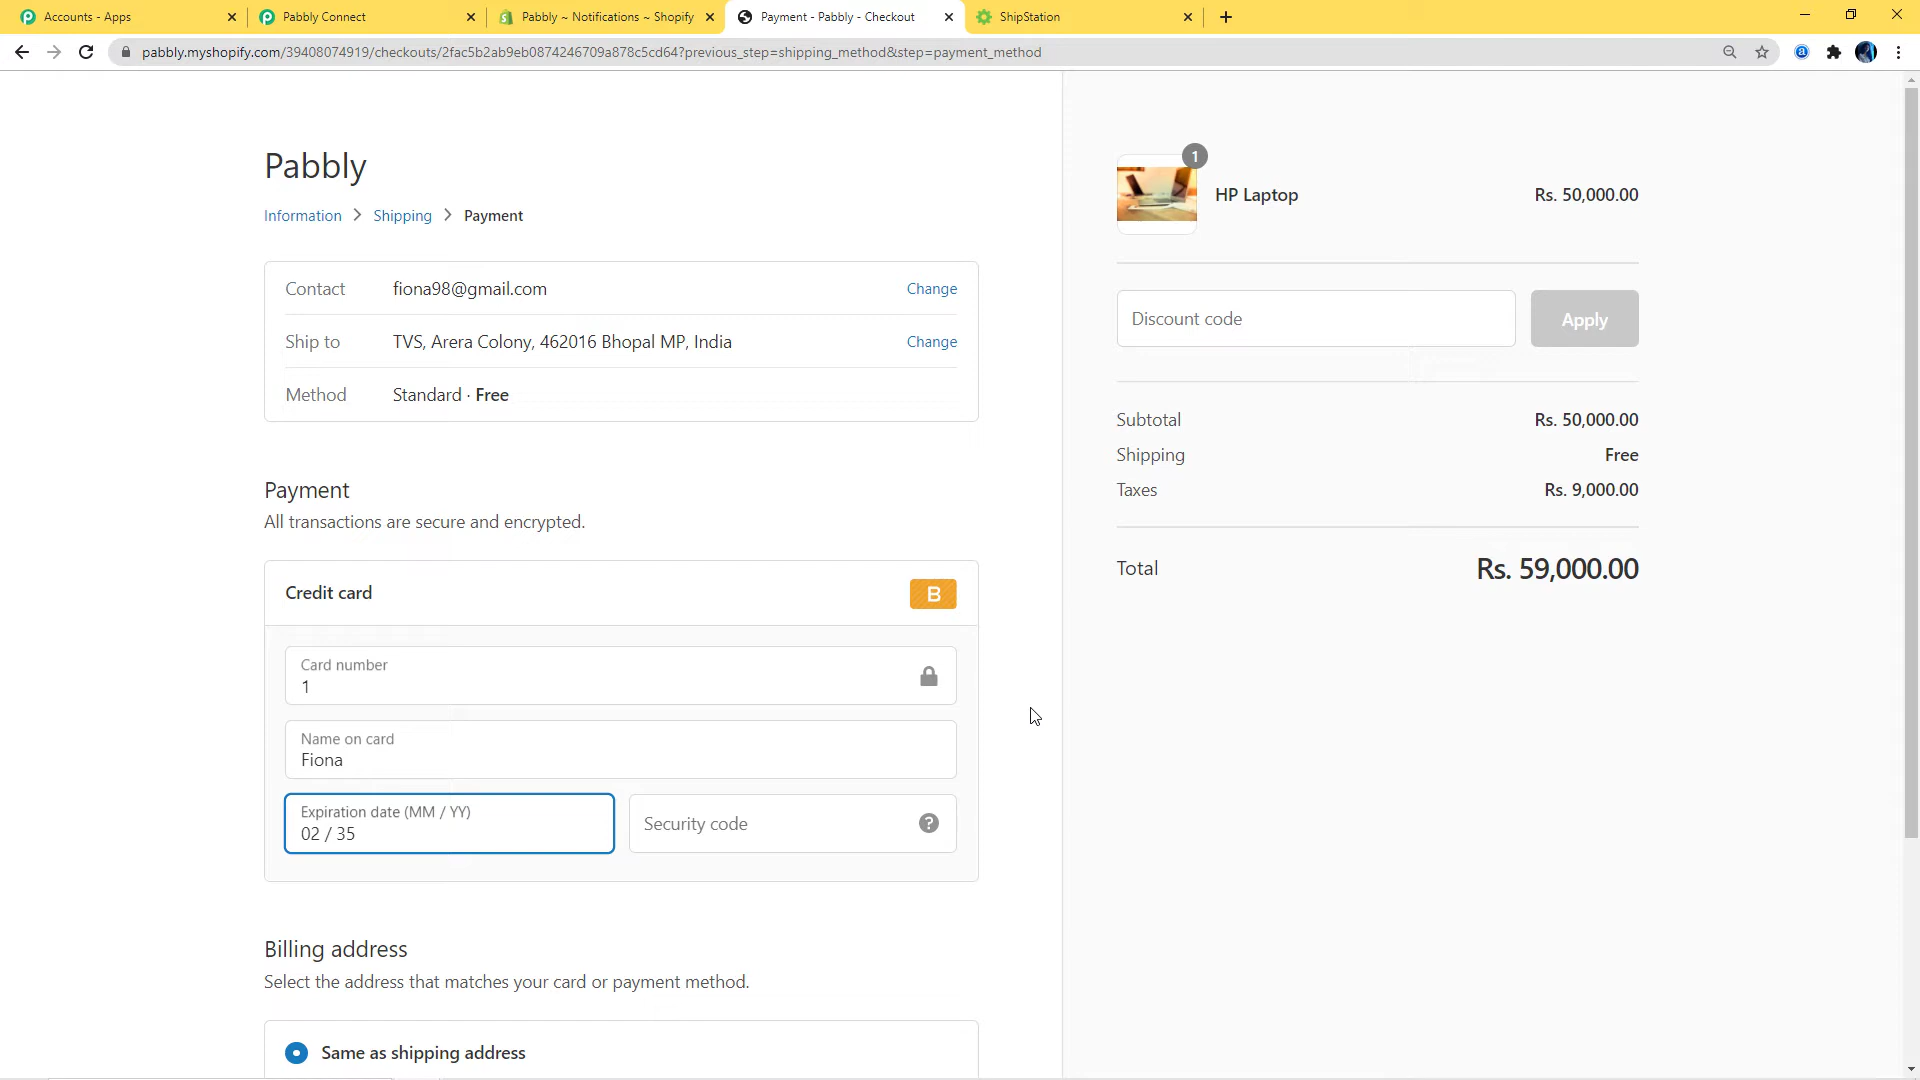 Accounts - Apps
Pabbly Connect
Pabbly ~ Notifications ~ Shopify
Payment - Pabbly - Checkout
ShipStation
pabbly.myshopify.com/39408074919/checkouts/2fac5b2ab9eb0874246709a878c5cd64?previous_step=shipping_method&step=payment_method
Pabbly
Information > Shipping > Payment
Contact fiona98@gmail.com Change
Ship to TVS, Arera Colony, 462016 Bhopal MP, India Change
Method Standard · Free
Payment
All transactions are secure and encrypted.
Credit card B
Card number
1
Name on card
Fiona
Expiration date (MM / YY)
02 / 35
Security code ?
Billing address
Select the address that matches your card or payment method.
Same as shipping address
1
HP Laptop Rs. 50,000.00
Discount code Apply
Subtotal Rs. 50,000.00
Shipping Free
Taxes Rs. 9,000.00
Total Rs. 59,000.00